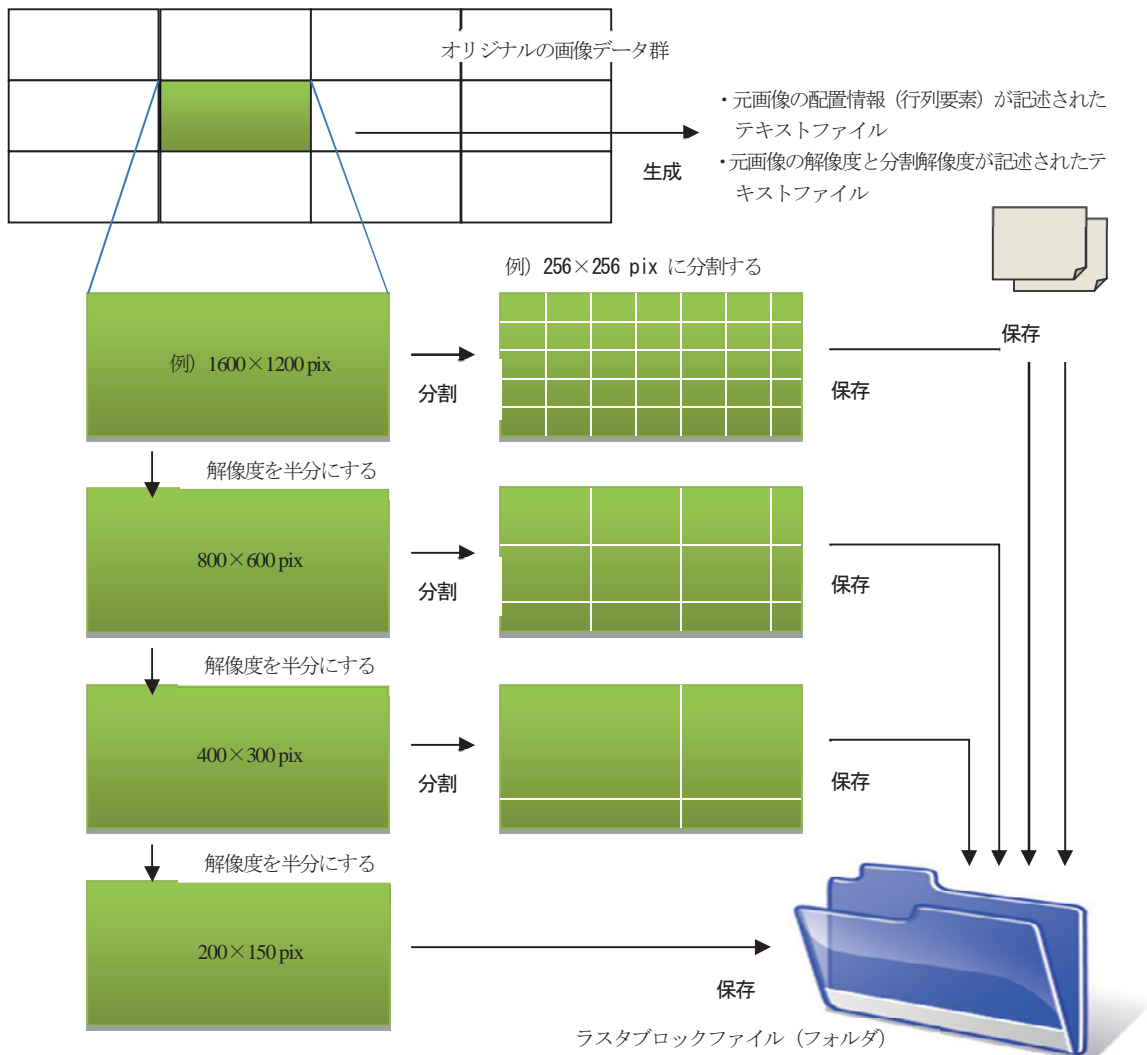 オリジナルの画像データ群
・元画像の配置情報（行列要素）が記述された
テキストファイル
・元画像の解像度と分割解像度が記述されたテ
キストファイル
生成
例）256×256 pix に分割する
保存
例）1600×1200 pix
分割
保存
解像度を半分にする
800×600 pix
分割
保存
解像度を半分にする
400×300 pix
分割
保存
解像度を半分にする
200×150 pix
保存
ラスタブロックファイル（フォルダ）